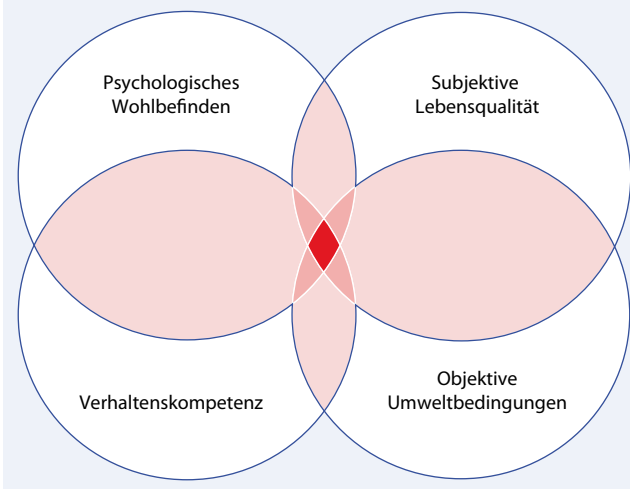 Psychologisches
Wohlbefinden
Subjektive
Lebensqualität
Verhaltenskompetenz
Objektive
Umweltbedingungen